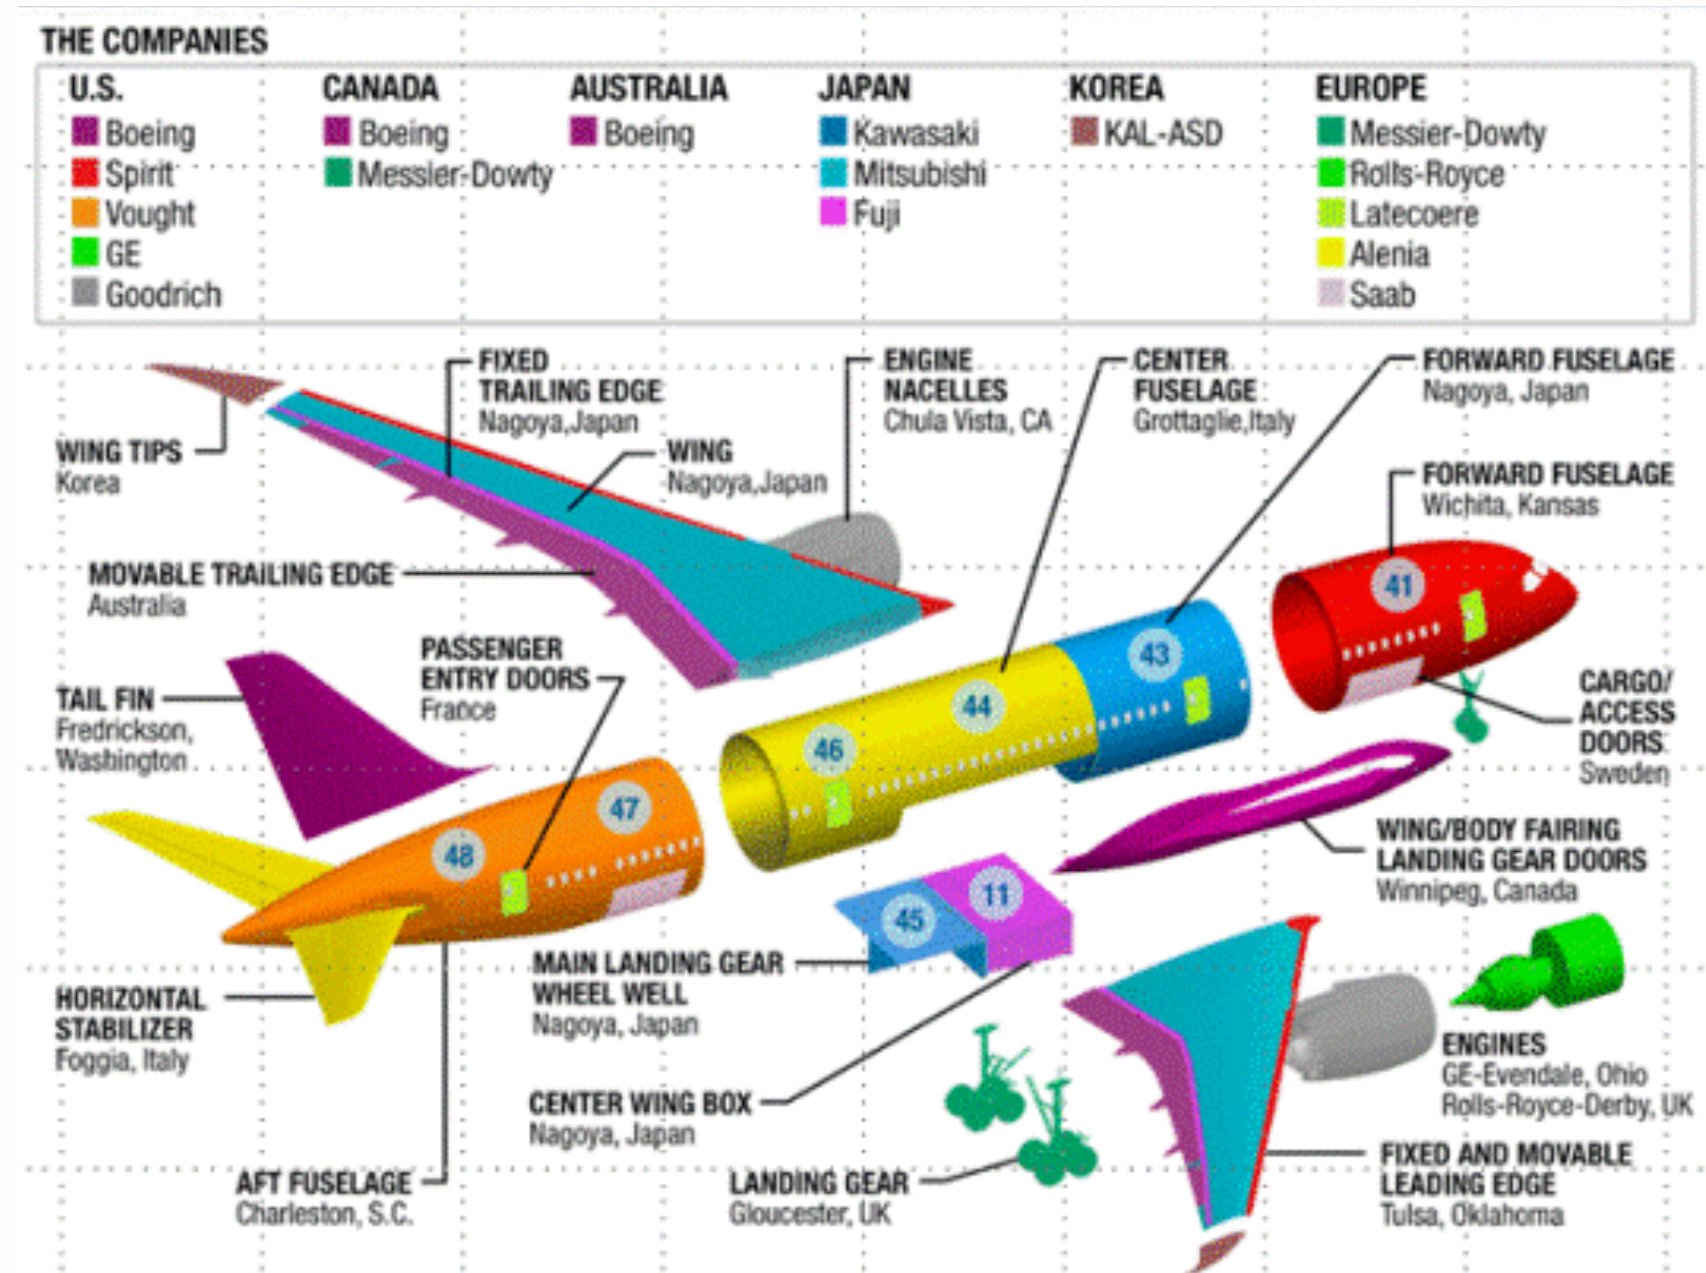 THE COMPANIES
U.S.
Boeing
Spirit
Vought
GE
Goodrich
CANADA
Boeing
Messier-Dowty
AUSTRALIA
Boeing
JAPAN
Kawasaki
Mitsubishi
Fuji
KOREA
KAL-ASD
EUROPE
Messier-Dowty
Rolls-Royce
Latecoere
Alenia
Saab
WING TIPS
Korea
FIXED
TRAILING EDGE
Nagoya,Japan
WING
Nagoya,Japan
ENGINE
NACELLES
Chula Vista, CA
CENTER
FUSELAGE
Grottaglie,Italy
FORWARD FUSELAGE
Nagoya, Japan
FORWARD FUSELAGE
Wichita, Kansas
MOVABLE TRAILING EDGE
Australia
PASSENGER
ENTRY DOORS
France
TAIL FIN
Fredrickson,
Washington
41
43
44
46
47
48
CARGO/
ACCESS
DOORS
Sweden
WING/BODY FAIRING
LANDING GEAR DOORS
Winnipeg, Canada
11
45
MAIN LANDING GEAR
WHEEL WELL
Nagoya, Japan
HORIZONTAL
STABILIZER
Foggia, Italy
CENTER WING BOX
Nagoya, Japan
ENGINES
GE-Evendale, Ohio
Rolls-Royce-Derby, UK
AFT FUSELAGE
Charleston, S.C.
LANDING GEAR
Gloucester, UK
FIXED AND MOVABLE
LEADING EDGE
Tulsa, Oklahoma